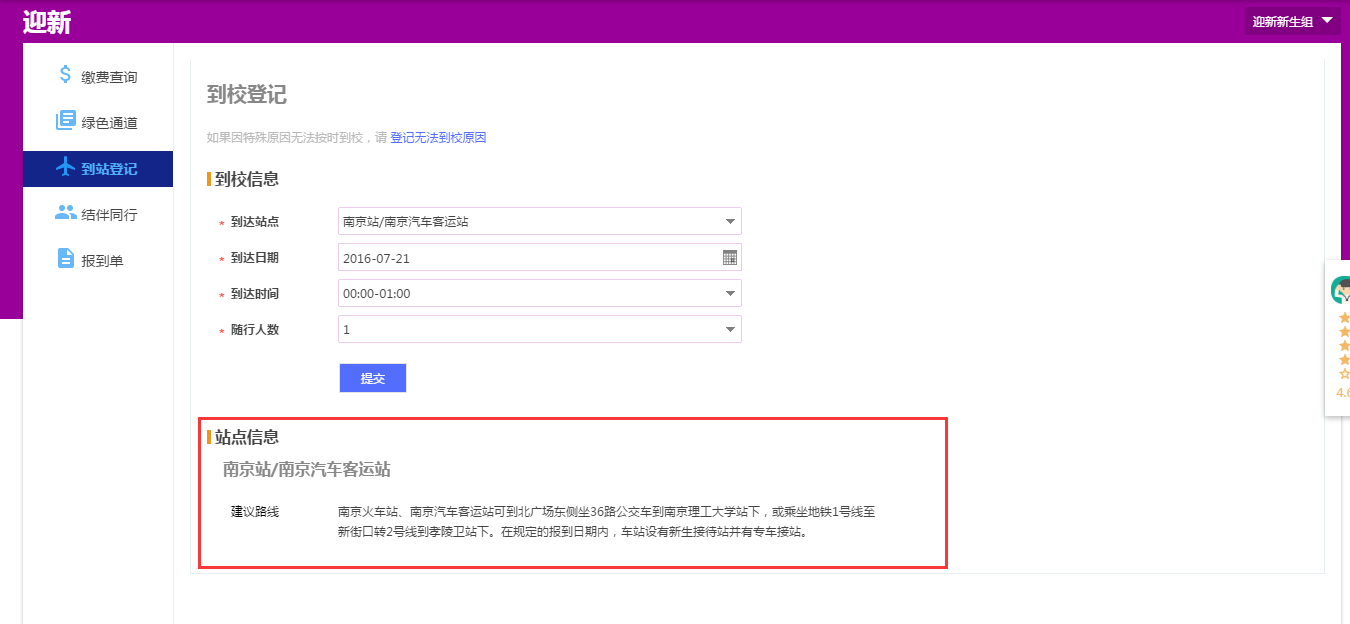 迎新
迎新新生组
缴费查询
绿色通道
到站登记
结伴同行
报到单
到校登记
如果因特殊原因无法按时到校，请 登记无法到校原因
到校信息
* 到达站点 南京站/南京汽车客运站
* 到达日期 2016-07-21
* 到达时间 00:00-01:00
* 随行人数 1
提交
站点信息
南京站/南京汽车客运站
建议路线 南京火车站、南京汽车客运站可到北广场东侧坐36路公交车到南京理工大学站下，或乘坐地铁1号线至
新街口转2号线到孝陵卫站下。在规定的报到日期内，车站设有新生接待站并有专车接站。
4.6